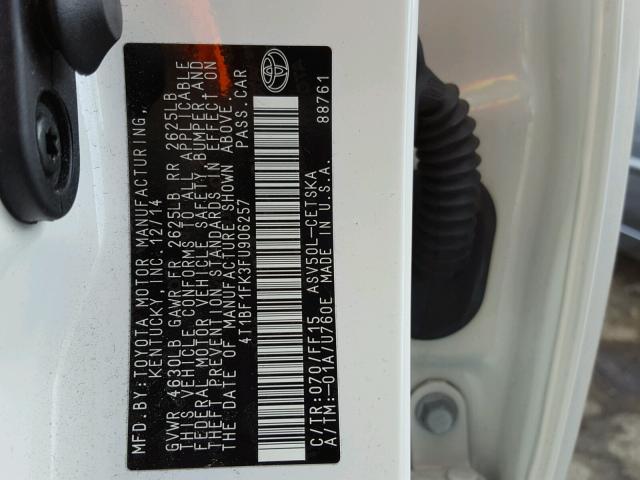 MFD.BY:TOYOTA MOTOR MANUFACTURING,
KENTUCKY, INC. 12/14
GVWR 4630LB GAWR FR 2625LB RR 2625LB
THIS VEHICLE CONFORMS TO ALL APPLICABLE
FEDERAL MOTOR VEHICLE SAFETY, BUMPER AND
THEFT PREVENTION STANDARDS IN EFFECT ON
THE DATE OF MANUFACTURE SHOWN ABOVE.
4T1BF1FK3FU906257 PASS.CAR
C/TR:070/FF15 ASV50L-CETSKA
A/TM:-01A/U760E MADE IN U.S.A.
88761